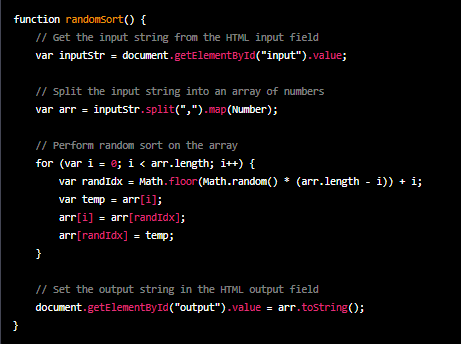 function randomSort() {
    // Get the input string from the HTML input field
    var inputStr = document.getElementById("input").value;

    // Split the input string into an array of numbers
    var arr = inputStr.split(",").map(Number);

    // Perform random sort on the array
    for (var i = 0; i < arr.length; i++) {
        var randIdx = Math.floor(Math.random() * (arr.length - i)) + i;
        var temp = arr[i];
        arr[i] = arr[randIdx];
        arr[randIdx] = temp;
    }

    // Set the output string in the HTML output field
    document.getElementById("output").value = arr.toString();
}